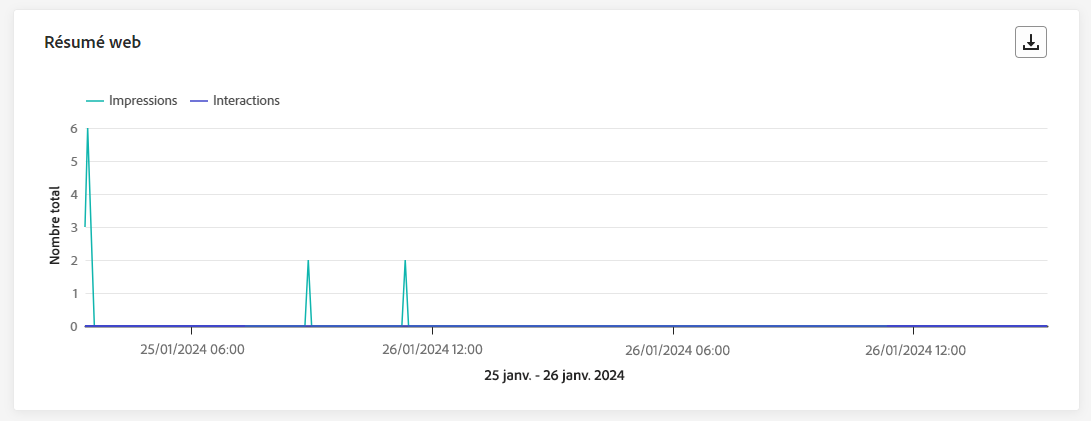 Résumé web
Impressions Interactions
6
5
4
3
2
1
0
Nombre total
25/01/2024 06:00 26/01/2024 12:00 26/01/2024 06:00 26/01/2024 12:00
25 janv. - 26 janv. 2024